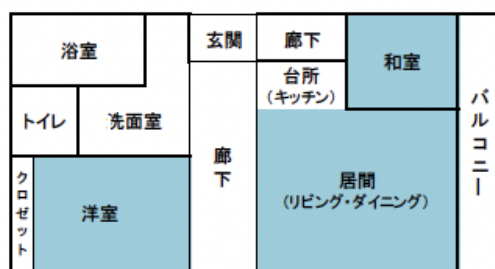 浴室
玄関
廊下
和室
台所
(キッチン)
バルコニー
トイレ
洗面室
廊下
居間
(リビング・ダイニング)
クロゼット
洋室